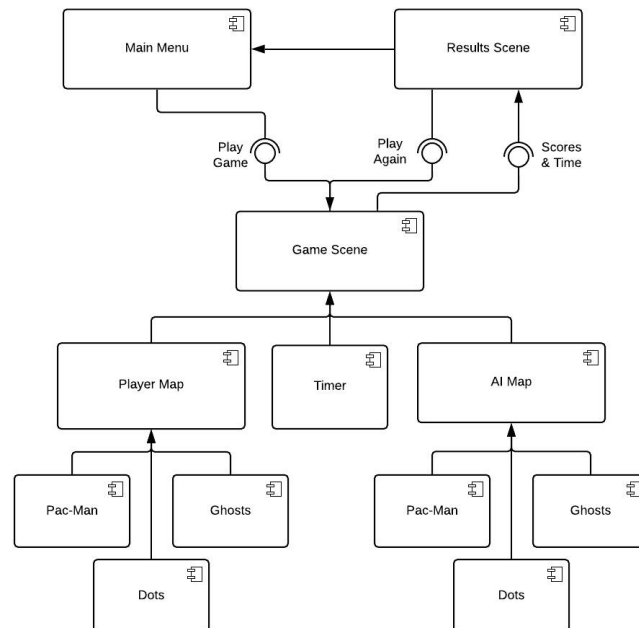 Main Menu
Results Scene
Play
Game
Play
Again
Scores
& Time
Game Scene
Player Map
Timer
AI Map
Pac-Man
Ghosts
Pac-Man
Ghosts
Dots
Dots